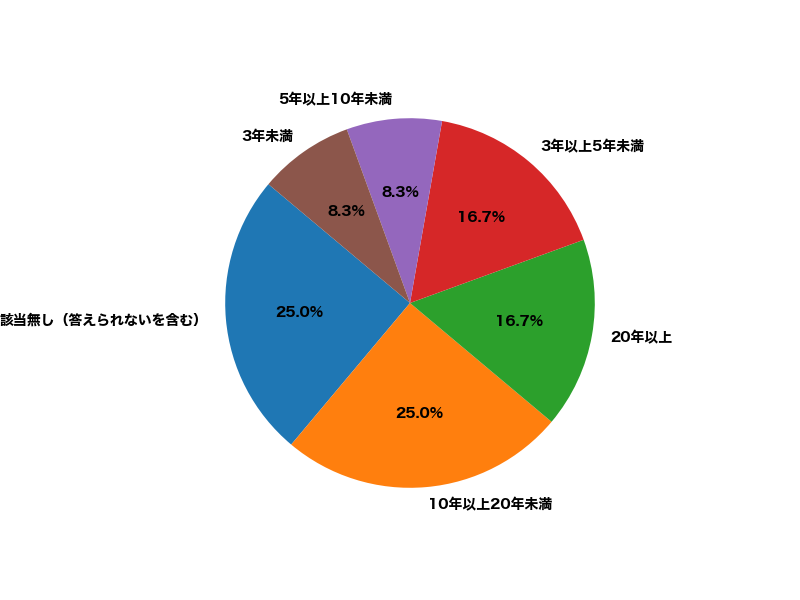 5年以上10年未満
3年未満
3年以上5年未満
8.3%
8.3%
16.7%
該当無し（答えられないを含む）
25.0%
16.7%
20年以上
25.0%
10年以上20年未満